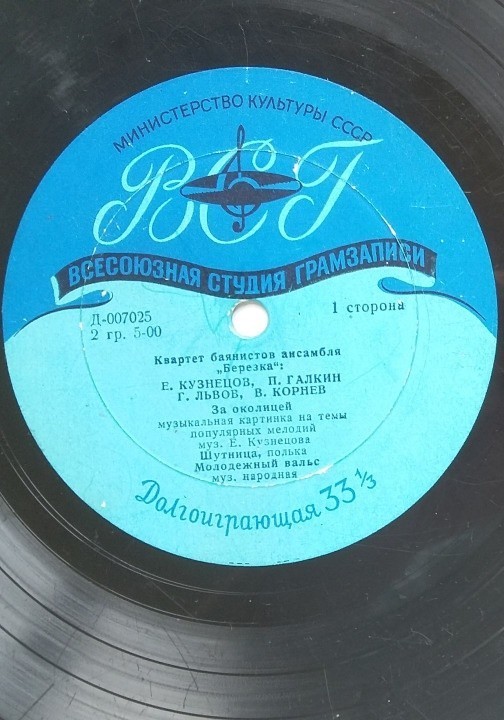 МИНИСТЕРСТВО КУЛЬТУРЫ СССР
ВСГ
ВСЕСОЮЗНАЯ СТУДИЯ ГРАМЗАПИСИ
Д-007025
2 гр. 5-00
1 сторона
Квартет баянистов ансамбля
„Березка“:
Е. КУЗНЕЦОВ, П. ГАЛКИН
Г. ЛЬВОВ, В. КОРНЕВ
За околицей
музыкальная картинка на темы
популярных мелодий
муз. Е. Кузнецова
Шутница, полька
Молодежный вальс
муз. народная
Долгоиграющая 33 1/3